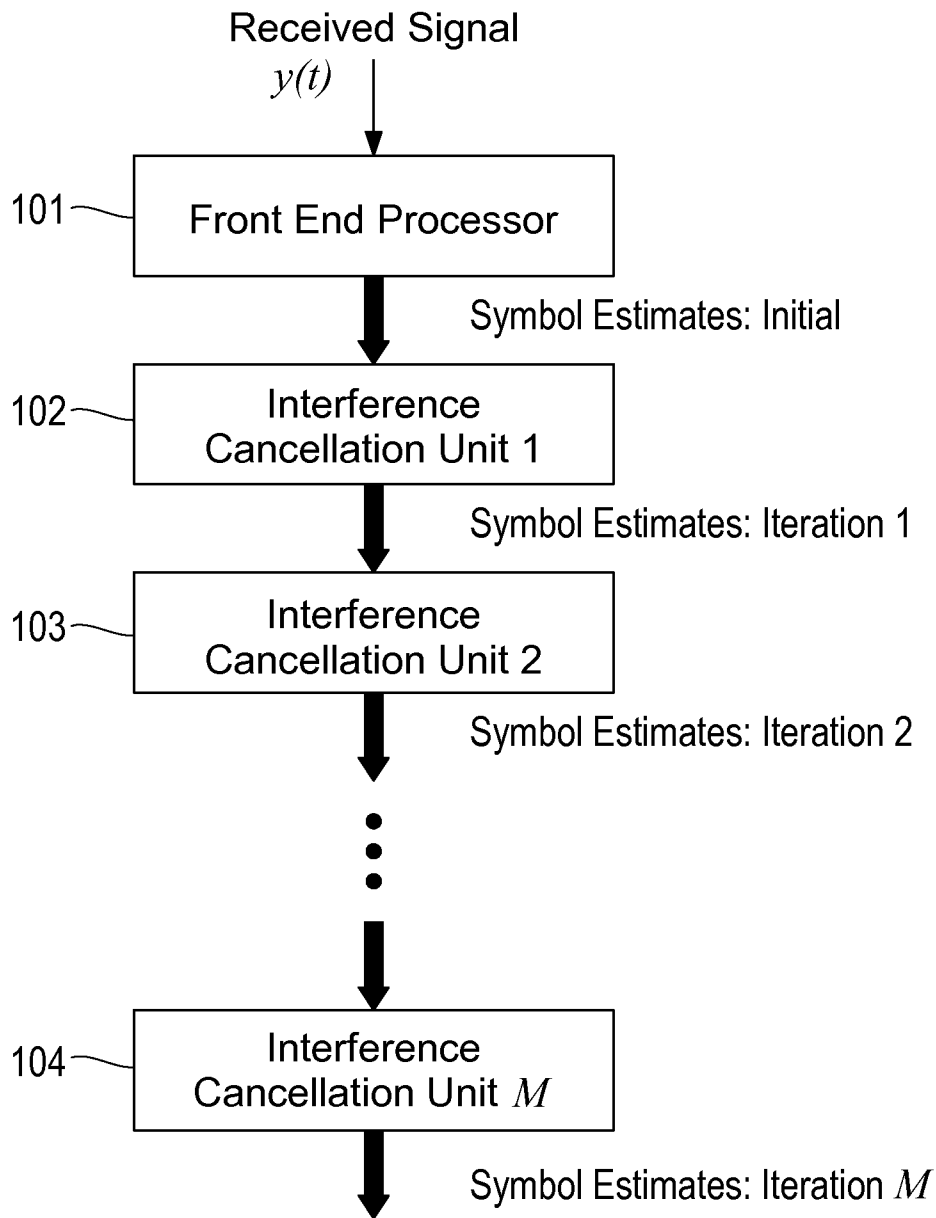 Received Signal
y(t)
101
Front End Processor
Symbol Estimates: Initial
102
Interference
Cancellation Unit 1
Symbol Estimates: Iteration 1
103
Interference
Cancellation Unit 2
Symbol Estimates: Iteration 2
104
Interference
Cancellation Unit M
Symbol Estimates: Iteration M